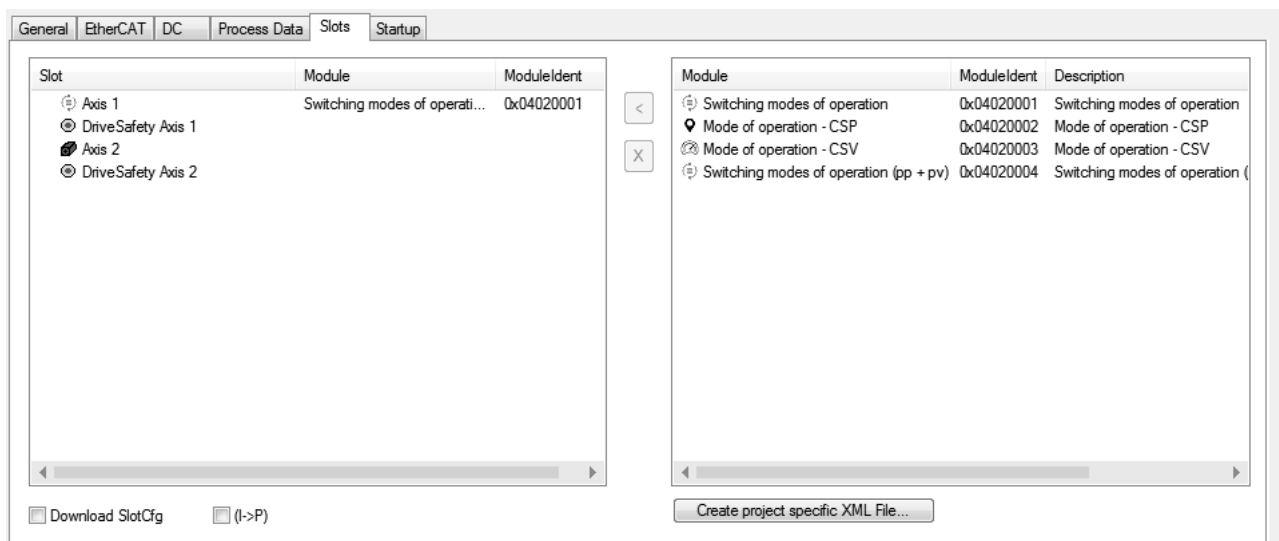 General EtherCAT DC Process Data Slots Startup
Slot Module ModuleIdent
Axis 1 Switching modes of operati... 0x04020001
DriveSafety Axis 1
Axis 2
DriveSafety Axis 2
<
X
Module ModuleIdent Description
Switching modes of operation 0x04020001 Switching modes of operation
Mode of operation - CSP 0x04020002 Mode of operation - CSP
Mode of operation - CSV 0x04020003 Mode of operation - CSV
Switching modes of operation (pp + pv) 0x04020004 Switching modes of operation (
Download SlotCfg (I->P)
Create project specific XML File...